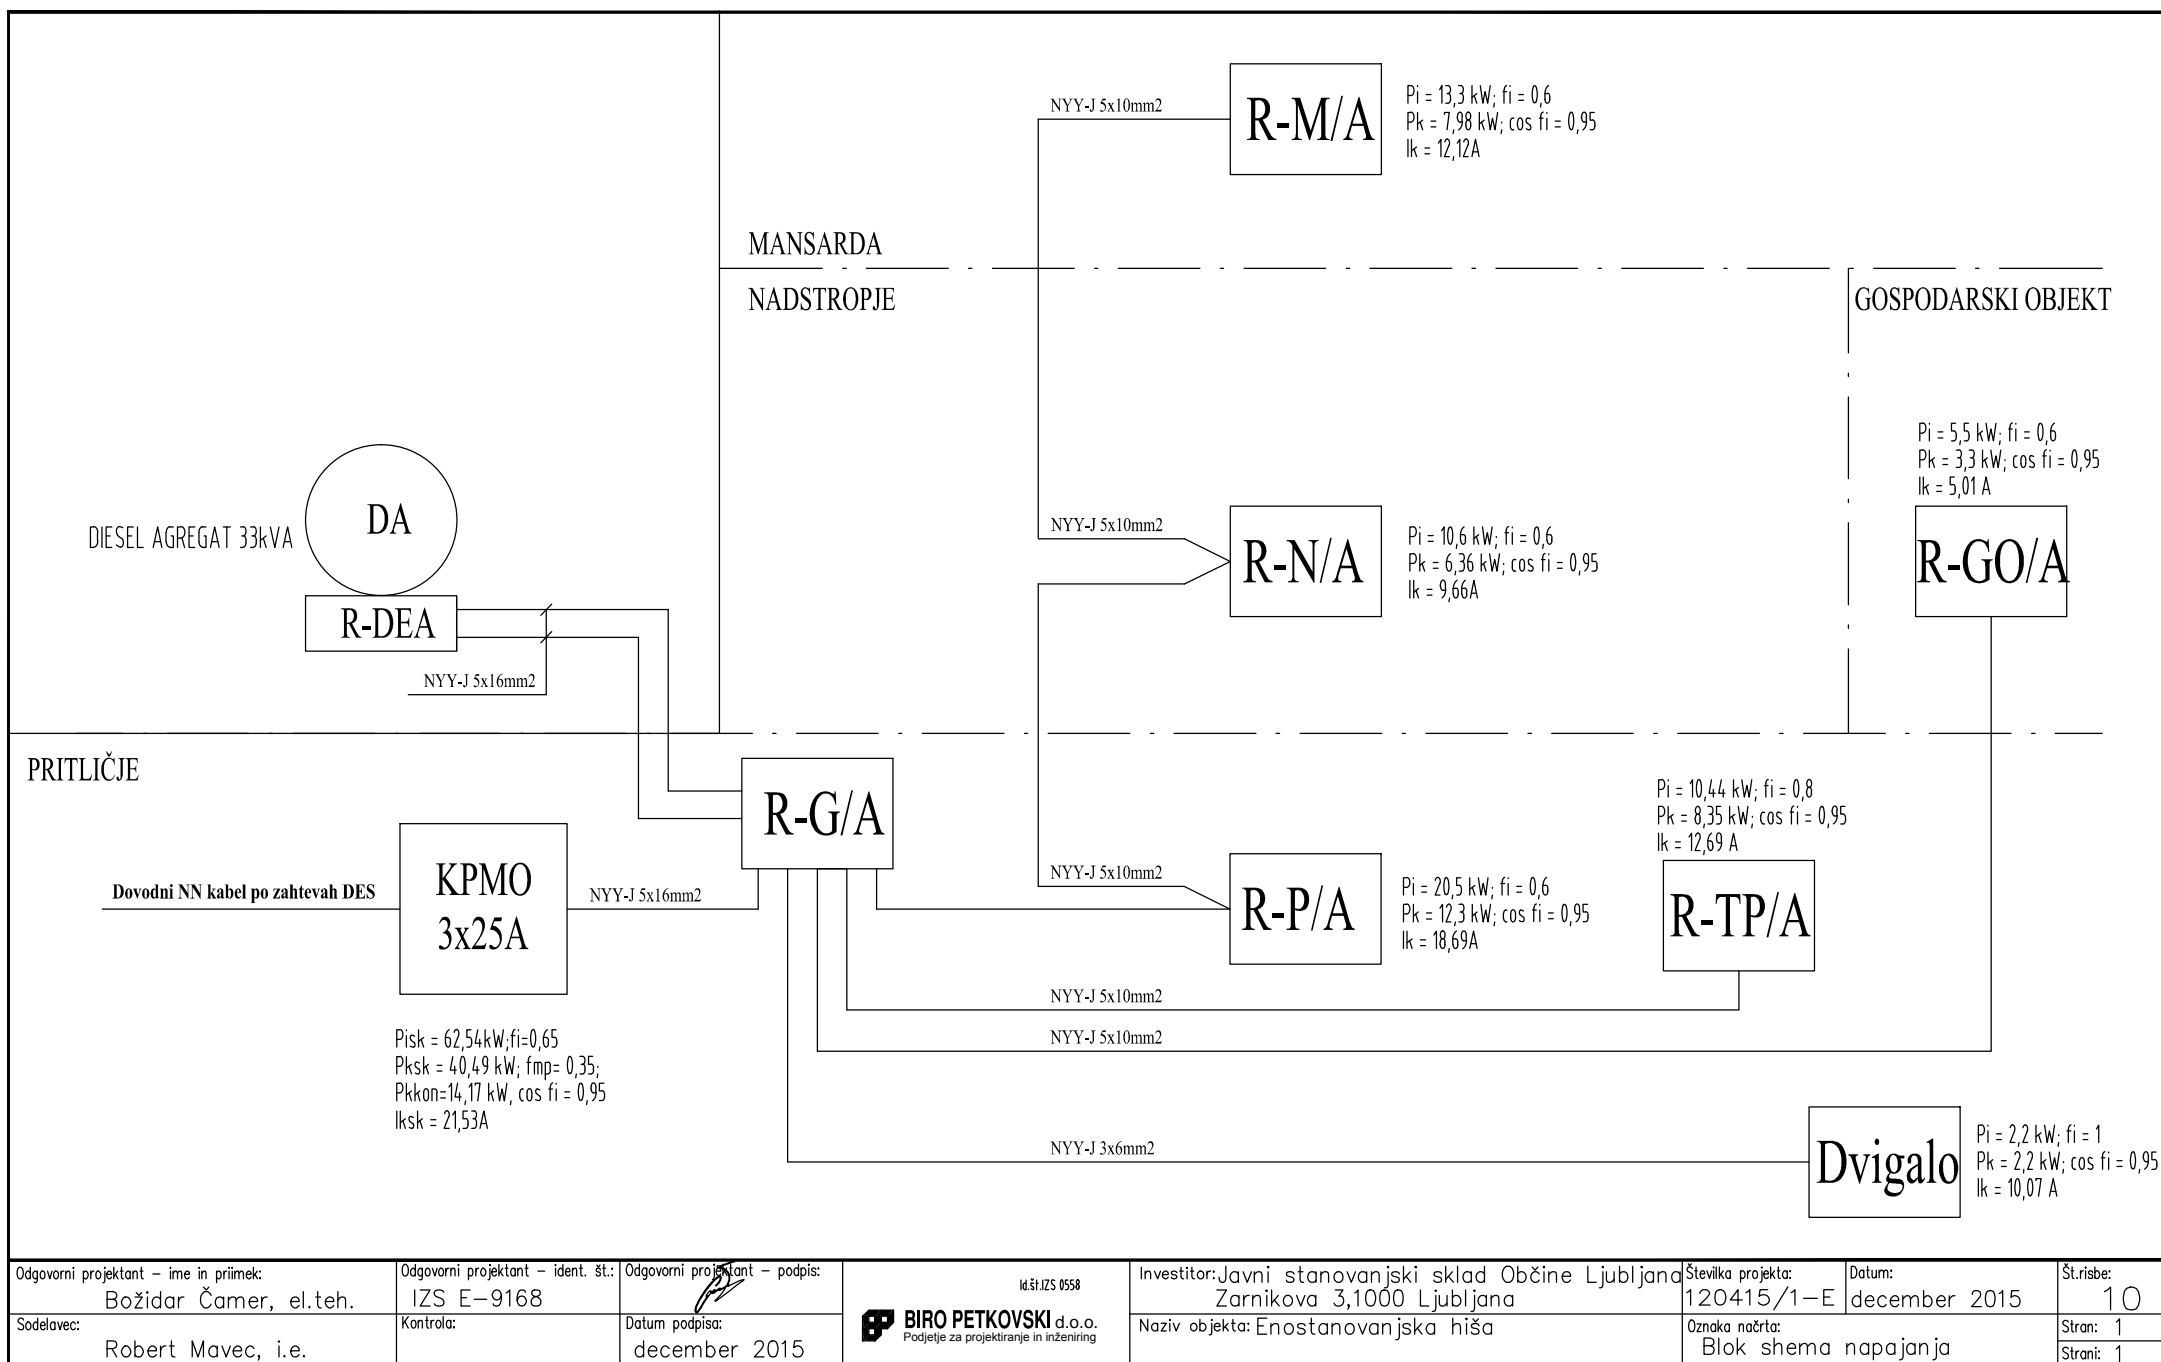 NYY-J 5x10mm2
R-M/A
Pi = 13,3 kW; fi = 0,6
Pk = 7,98 kW; cos fi = 0,95
Ik = 12,12A
MANSARDA
NADSTROPJE
GOSPODARSKI OBJEKT
DIESEL AGREGAT 33kVA
DA
R-DEA
NYY-J 5x16mm2
NYY-J 5x10mm2
R-N/A
Pi = 10,6 kW; fi = 0,6
Pk = 6,36 kW; cos fi = 0,95
Ik = 9,66A
Pi = 5,5 kW; fi = 0,6
Pk = 3,3 kW; cos fi = 0,95
Ik = 5,01 A
R-GO/A
PRITLIČJE
R-G/A
Dovodni NN kabel po zahtevah DES
KPMO
3x25A
NYY-J 5x16mm2
Pisk = 62,54kW;fi=0,65
Pksk = 40,49 kW; fmp= 0,35;
Pkkon=14,17 kW, cos fi = 0,95
Iksk = 21,53A
NYY-J 5x10mm2
R-P/A
Pi = 20,5 kW; fi = 0,6
Pk = 12,3 kW; cos fi = 0,95
Ik = 18,69A
Pi = 10,44 kW; fi = 0,8
Pk = 8,35 kW; cos fi = 0,95
Ik = 12,69 A
R-TP/A
NYY-J 5x10mm2
NYY-J 5x10mm2
NYY-J 3x6mm2
Dvigalo
Pi = 2,2 kW; fi = 1
Pk = 2,2 kW; cos fi = 0,95
Ik = 10,07 A
Odgovorni projektant – ime in priimek:
Božidar Čamer, el.teh.
Sodelavec:
Robert Mavec, i.e.
Odgovorni projektant – ident. št.:
IZS E–9168
Kontrola:
Odgovorni projektant – podpis:
Datum podpisa:
december 2015
Id.št.IZS 0558
BIRO PETKOVSKI d.o.o.
Podjetje za projektiranje in inženiring
Investitor: Javni stanovanjski sklad Občine Ljubljana
Zarnikova 3,1000 Ljubljana
Naziv objekta: Enostanovanjska hiša
Številka projekta:
120415/1–E
Datum:
december 2015
Oznaka načrta:
Blok shema napajanja
Št.risbe:
10
Stran: 1
Strani: 1